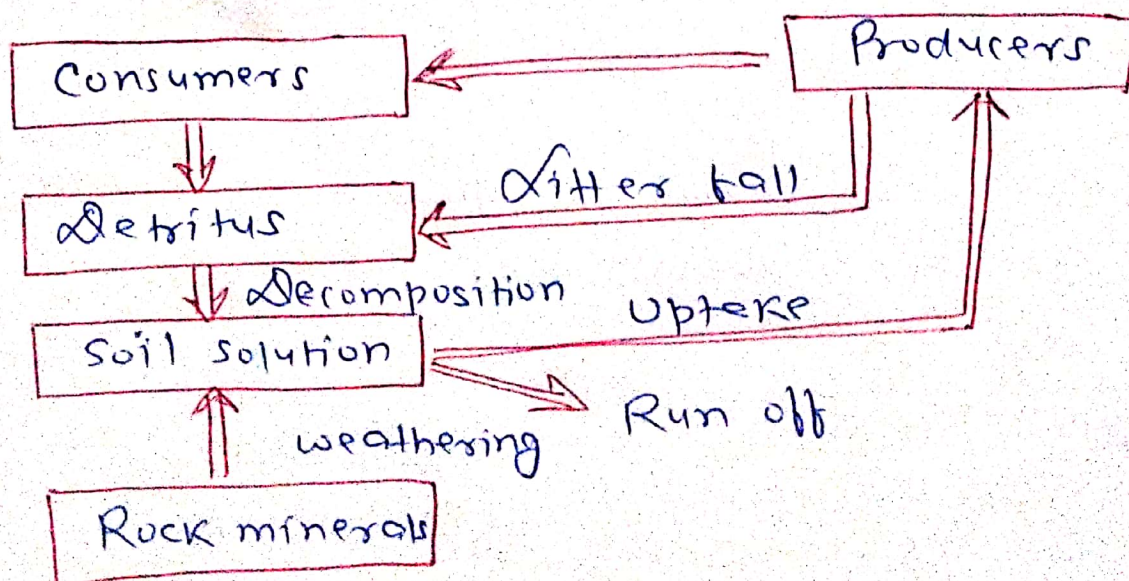 Producers
Consumers
Litter fall
Detritus
Decomposition
Uptake
Soil solution
Run off
weathering
Rock minerals